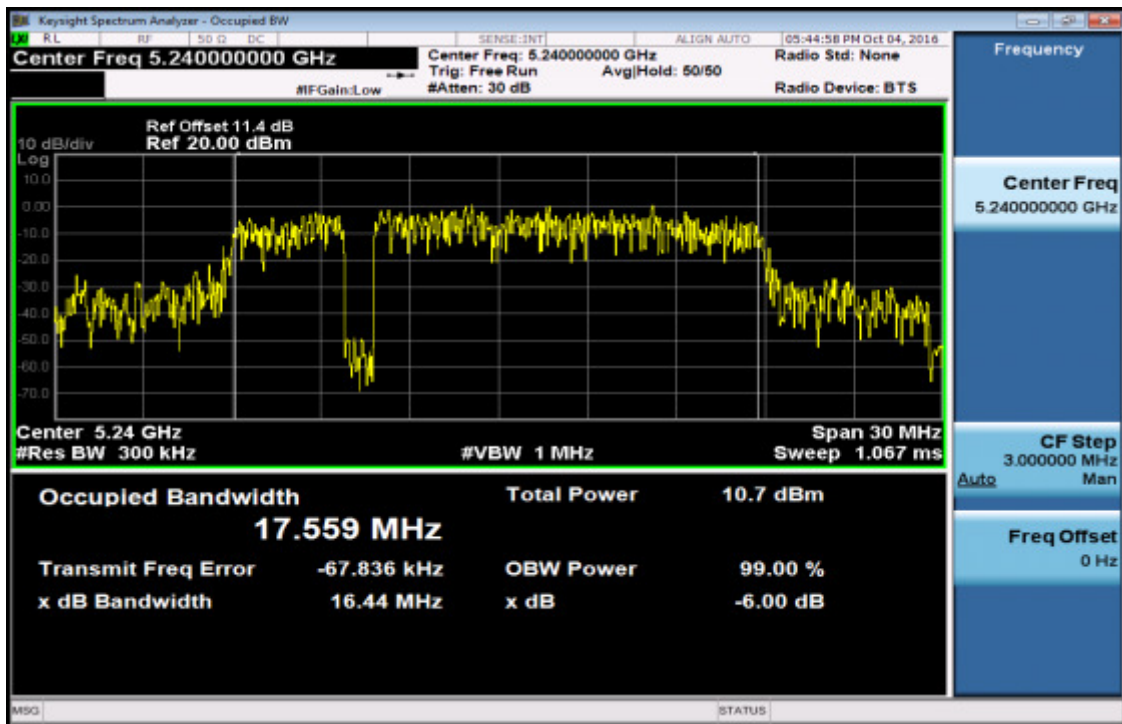 Keysight Spectrum Analyzer - Occupied BW
RL RF 50 Ω DC SENSE:INT ALIGN AUTO 05:44:58 PM Oct 04, 2016
Center Freq 5.240000000 GHz
Center Freq: 5.240000000 GHz
Radio Std: None
Trig: Free Run Avg|Hold: 50/50
#IFGain:Low
#Atten: 30 dB
Radio Device: BTS
Ref Offset 11.4 dB
10 dB/div Ref 20.00 dBm
Log
10.0
0.00
-10.0
-20.0
-30.0
-40.0
-50.0
-60.0
-70.0
Center 5.24 GHz Span 30 MHz
#Res BW 300 kHz #VBW 1 MHz Sweep 1.067 ms
Occupied Bandwidth Total Power 10.7 dBm
17.559 MHz
Transmit Freq Error -67.836 kHz OBW Power 99.00 %
x dB Bandwidth 16.44 MHz x dB -6.00 dB
MSG STATUS
Frequency
Center Freq
5.240000000 GHz
CF Step
3.000000 MHz
Auto Man
Freq Offset
0 Hz